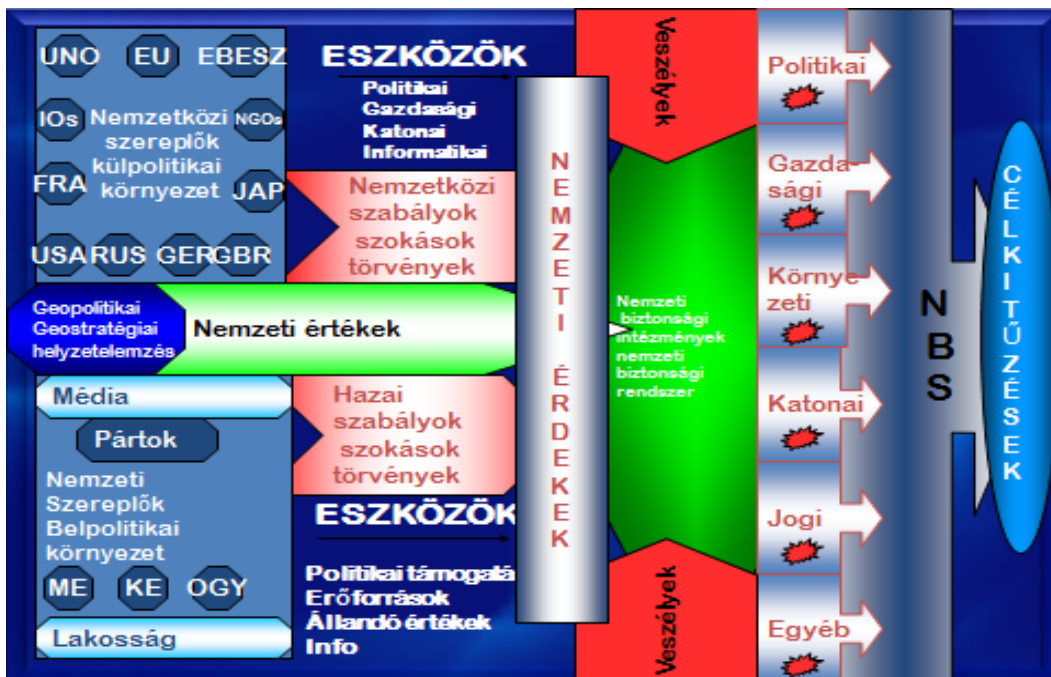 UNO EU EBESZ
IOs Nemzetközi NGOs
szereplők
külpolitikai
környezet
FRA JAP
USA RUS GER GBR
ESZKÖZÖK
Politikai
Gazdasági
Katonai
Informatikai
Nemzetközi
szabályok
szokások
törvények
Geopolitikai
Geostratégiai
helyzetelemzés
Nemzeti értékek
Média
Pártok
Nemzeti
Szereplők
Belpolitikai
környezet
ME KE OGY
Lakosság
Hazai
szabályok
szokások
törvények
ESZKÖZÖK
Politikai támogatá
Erőforrások
Állandó értékek
Info
NEMZETI ÉRDEKEK
Veszélyek
Nemzeti
biztonsági
intézmények
nemzeti
biztonsági
rendszer
Veszélyek
Politikai
Gazda-
sági
Környe-
zeti
Katonai
Jogi
Egyéb
NBS
CÉLKITŰZÉSEK